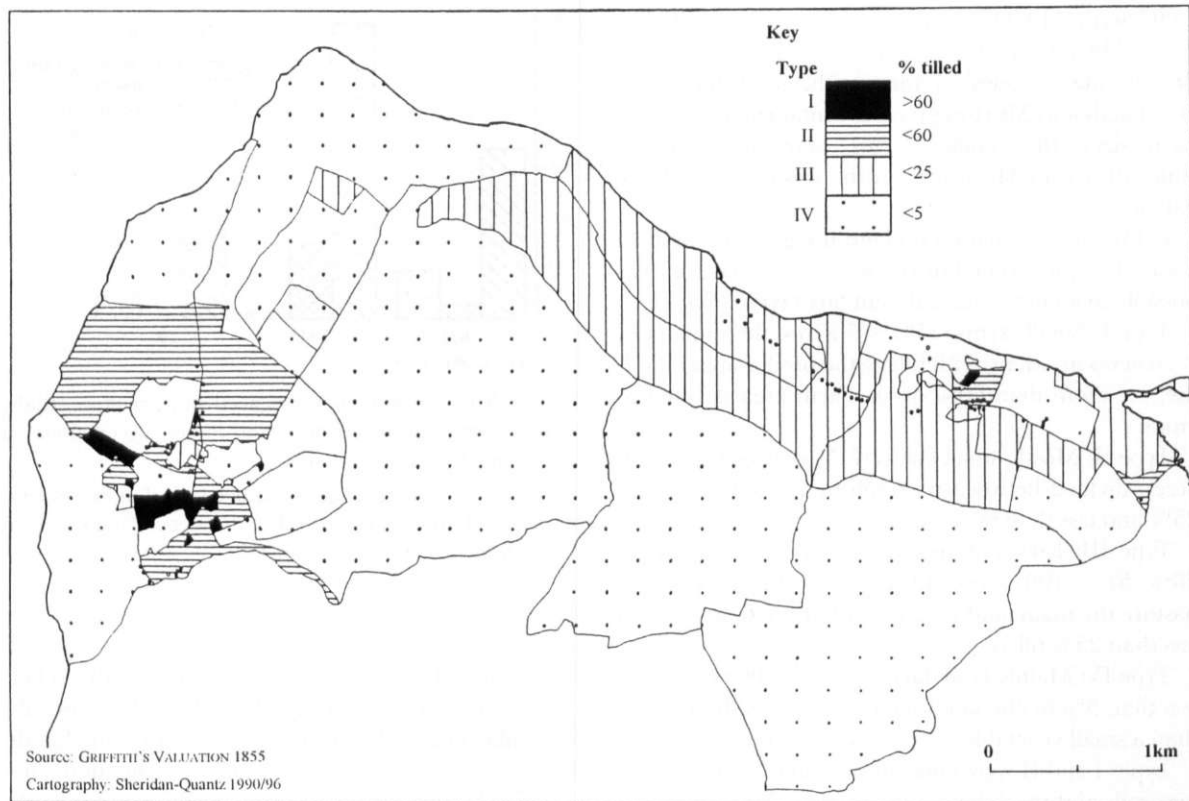 Key
Type % tilled
I >60
II <60
III <25
IV <5
Source: GRIFFITH'S VALUATION 1855
Cartography: Sheridan-Quantz 1990/96
0 1km